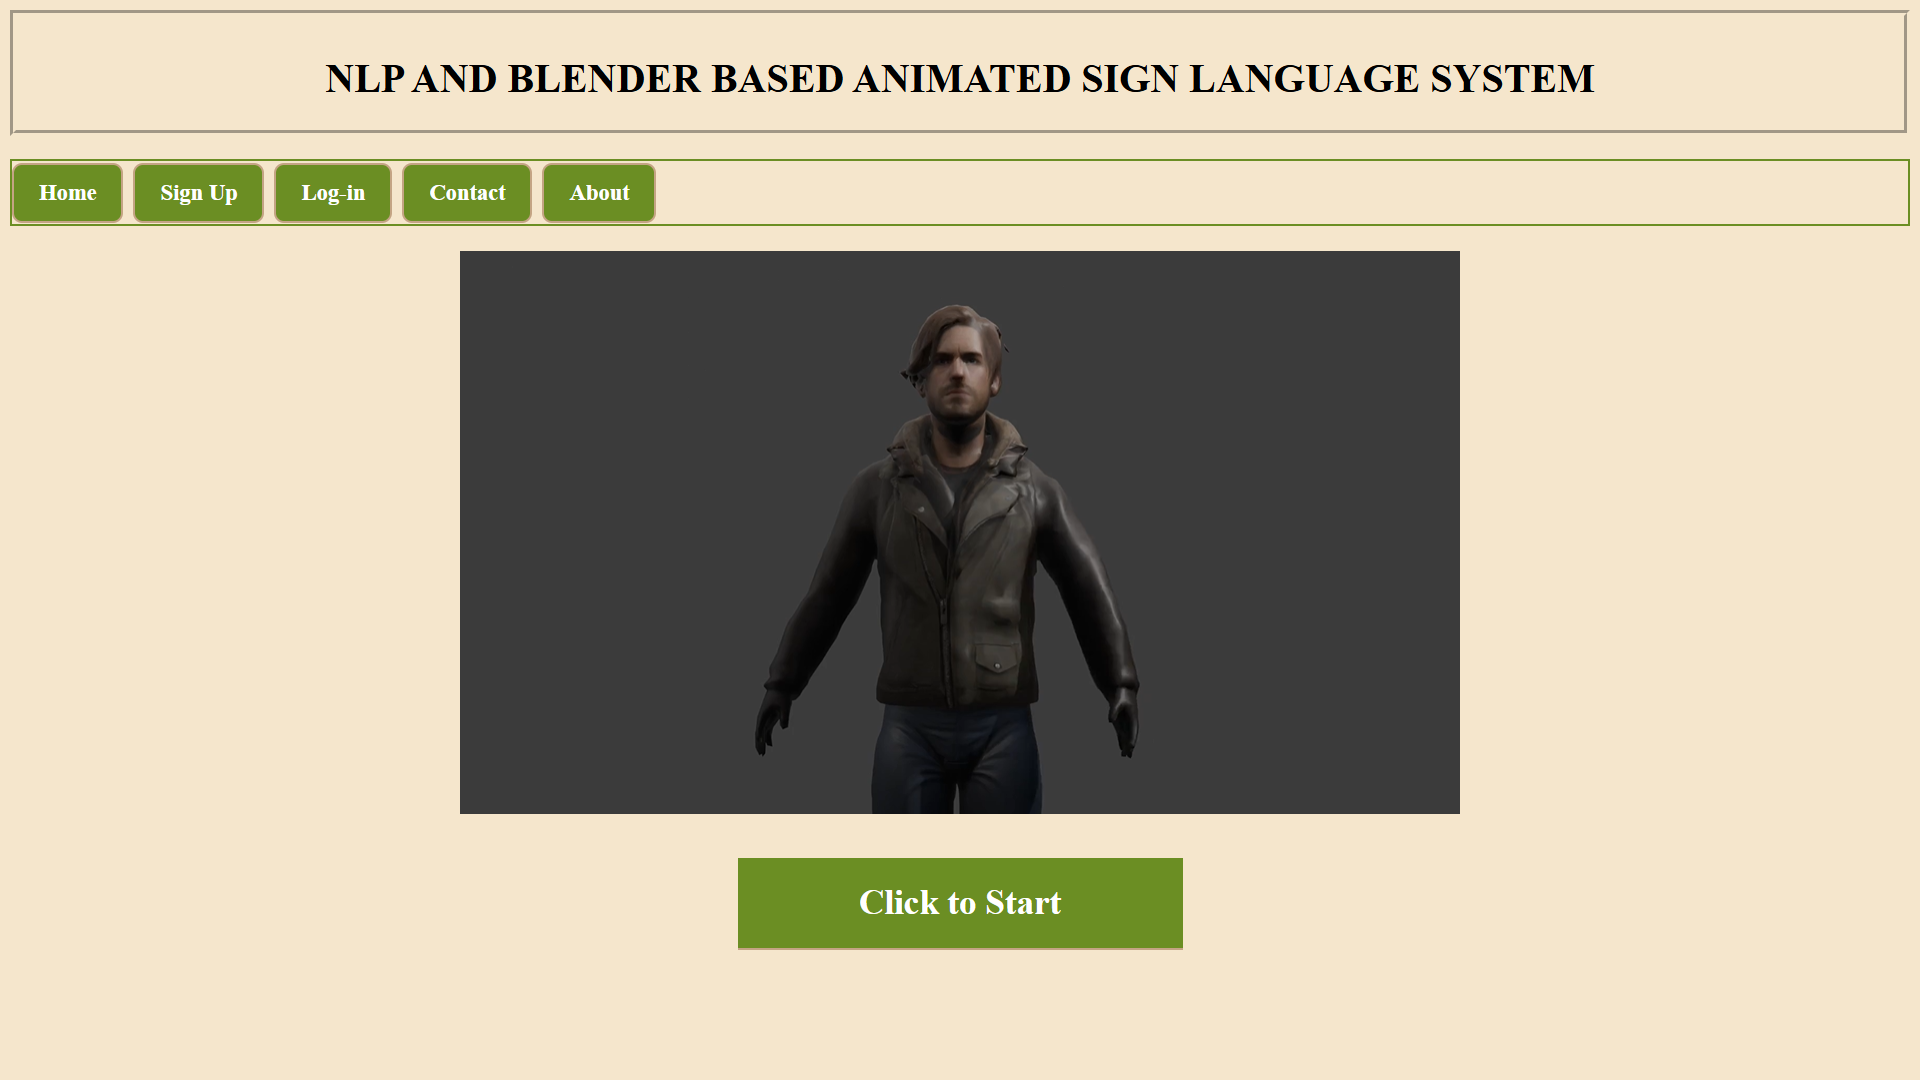 NLP AND BLENDER BASED ANIMATED SIGN LANGUAGE SYSTEM
Home Sign Up Log-in Contact About
Click to Start